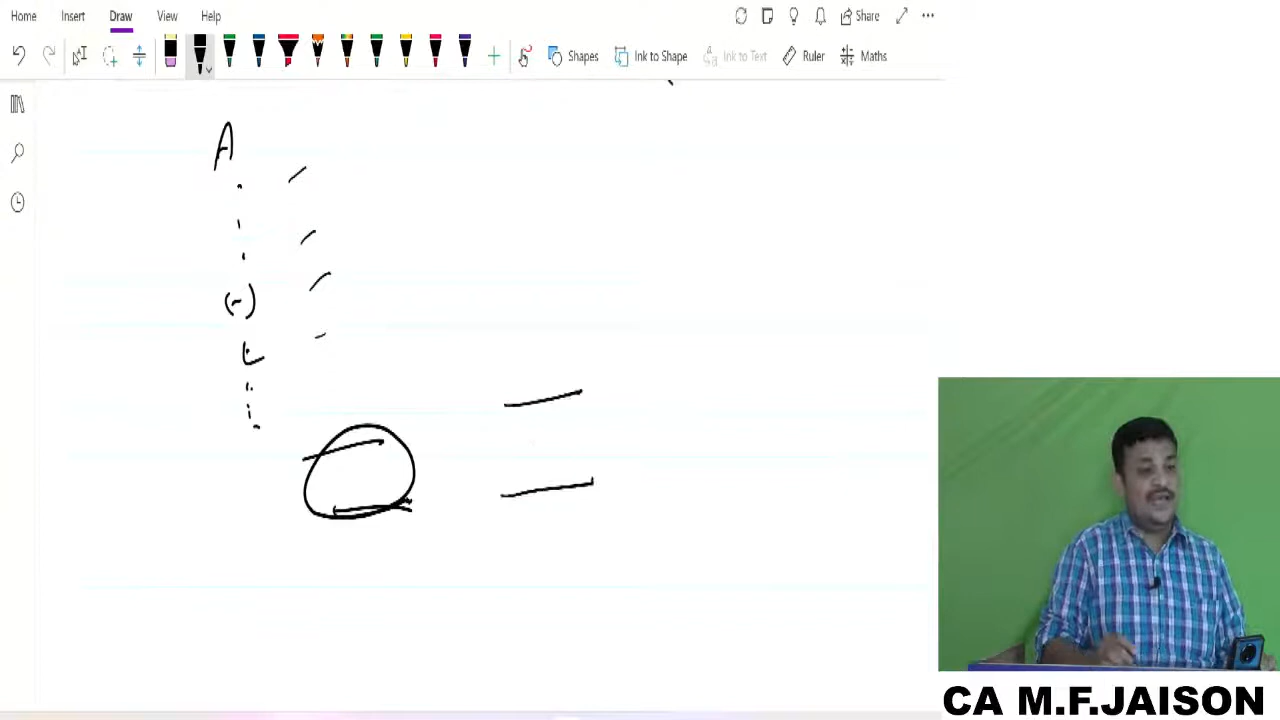 Home Insert Draw View Help Share
Shapes Ink to Shape Ink to Text Ruler Maths
A
(-)
L
CA M.F.JAISON